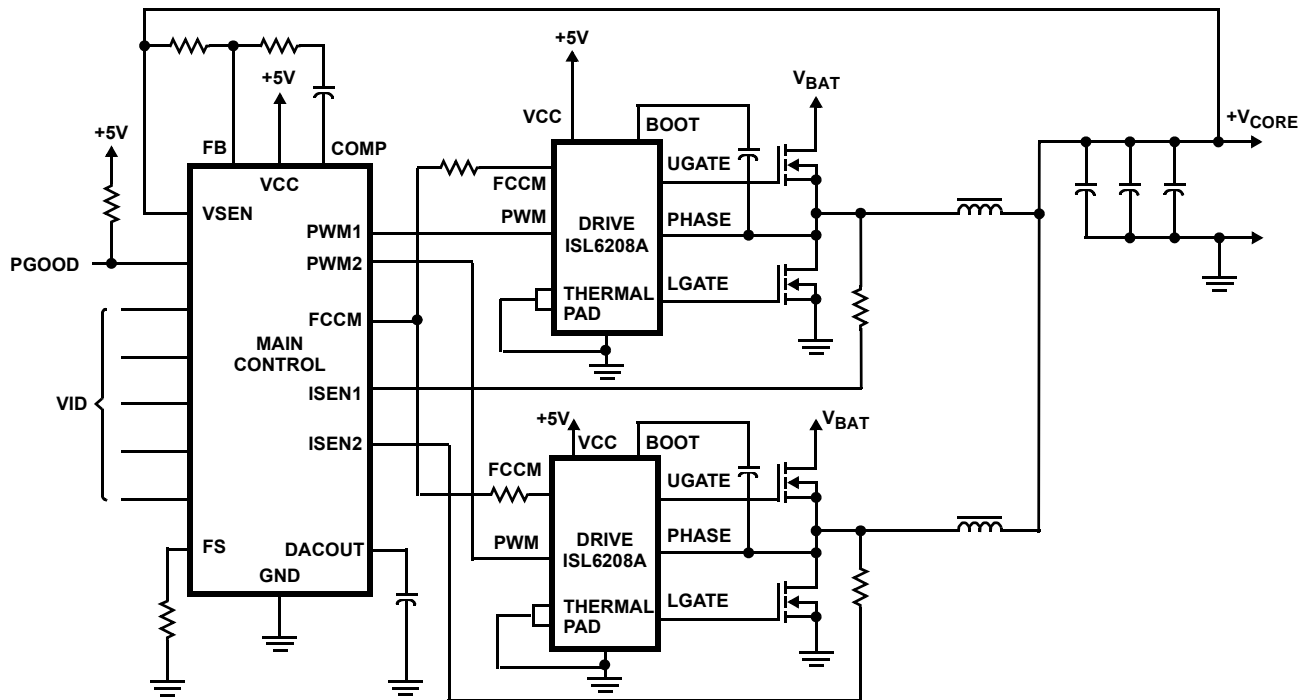 +5V
+5V
+5V
V_BAT
VCC
BOOT
+V_CORE
FB
COMP
VCC
UGATE
FCCM
VSEN
PWM1
PWM
DRIVE
ISL6208A
PHASE
PGOOD
PWM2
LGATE
THERMAL
PAD
FCCM
MAIN
CONTROL
ISEN1
VID
+5V
V_BAT
VCC
BOOT
ISEN2
FCCM
UGATE
DRIVE
ISL6208A
PHASE
PWM
FS
DACOUT
GND
THERMAL
PAD
LGATE